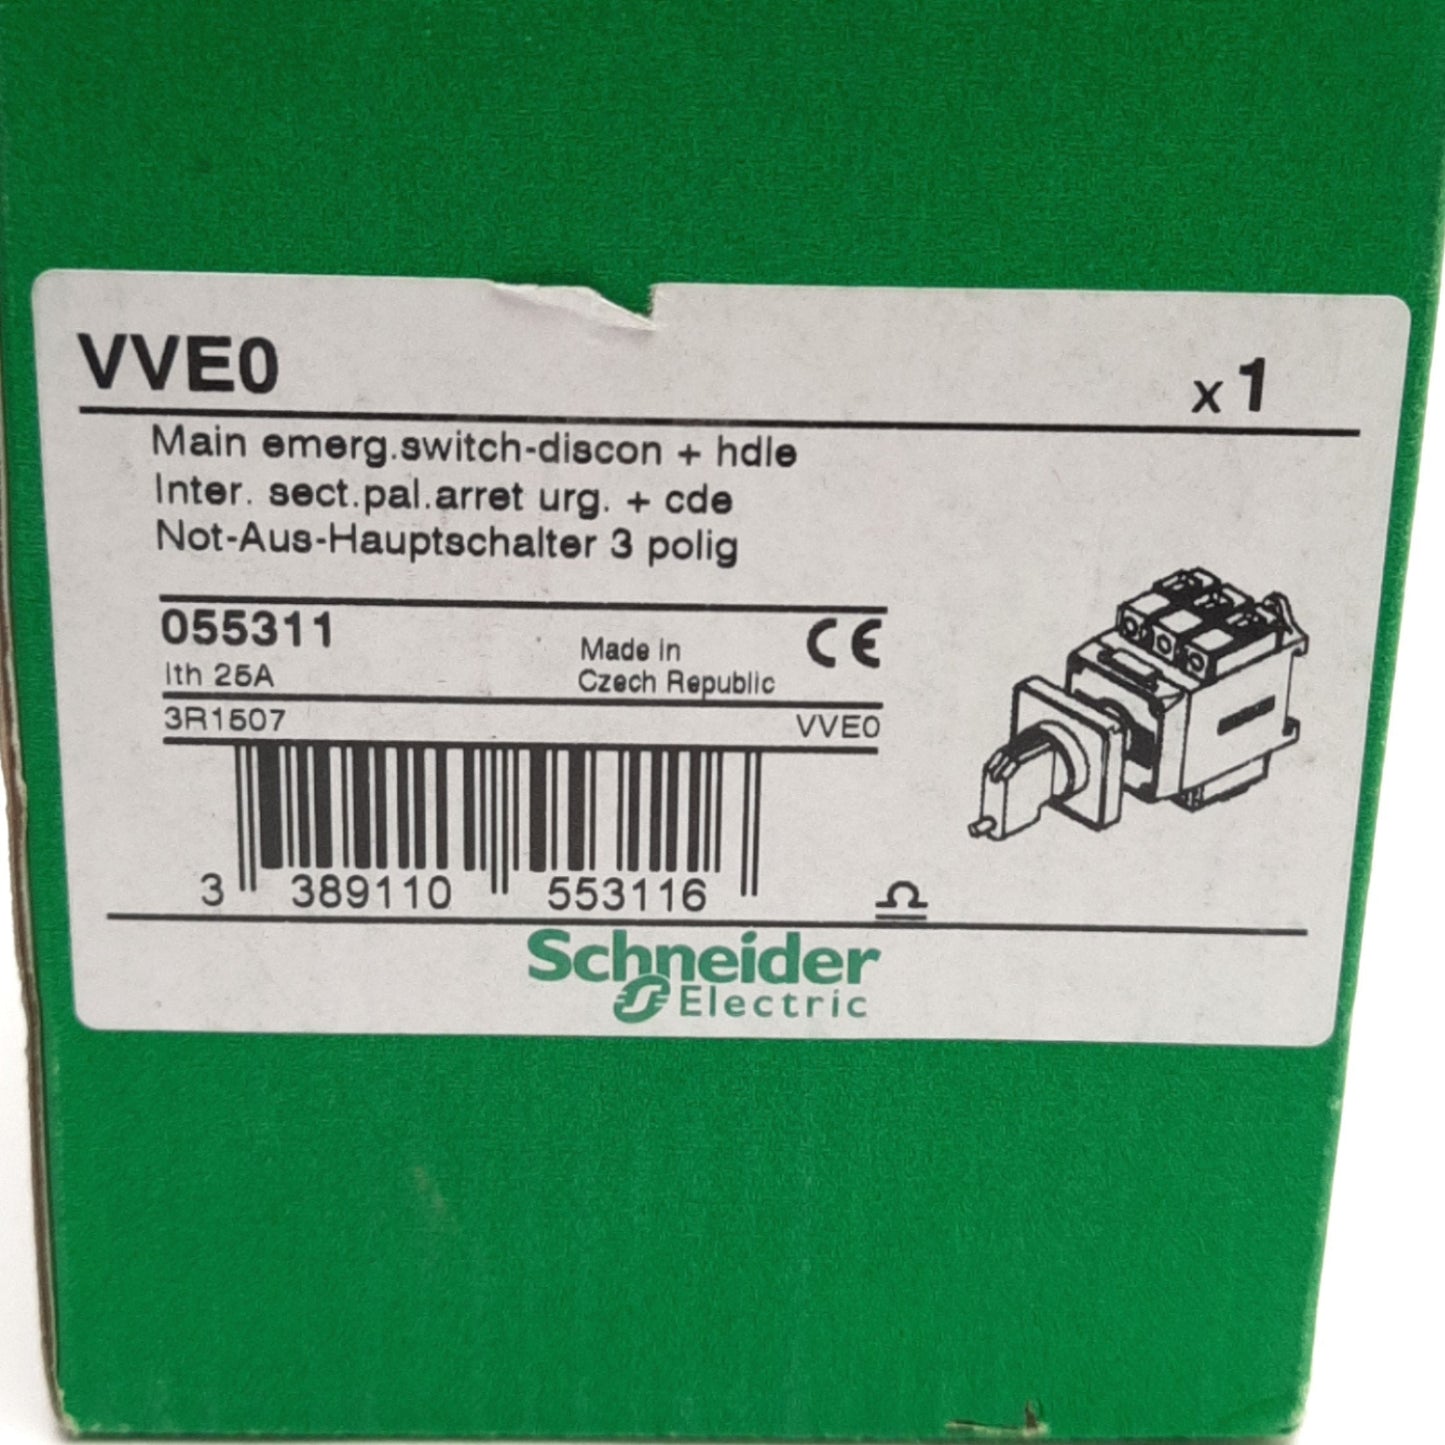 VVE0
x 1
Main emerg.switch-discon + hdle
Inter. sect.pal.arret urg. + cde
Not-Aus-Hauptschalter 3 polig
055311
Made in
CE
Ith 25A
Czech Republic
3R1507
VVE0
3 389110 553116
Schneider
Electric